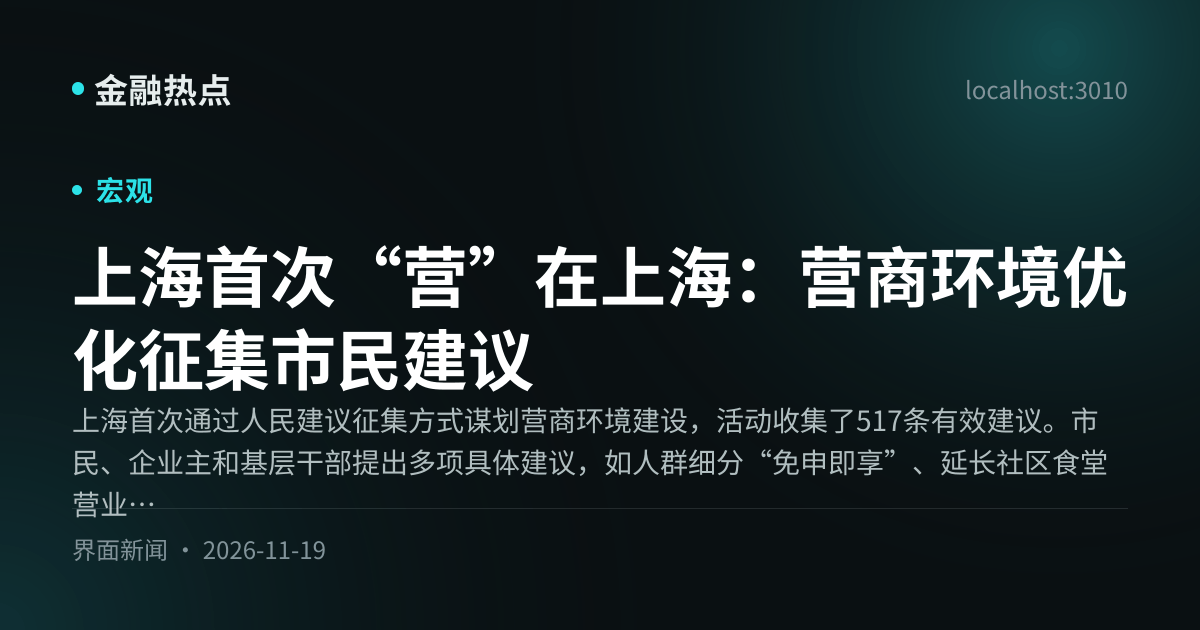 金融热点
localhost:3010
宏观
上海首次“营”在上海：营商环境优
化征集市民建议
上海首次通过人民建议征集方式谋划营商环境建设，活动收集了517条有效建议。市
民、企业主和基层干部提出多项具体建议，如人群细分“免申即享”、延长社区食堂
营业…
界面新闻 • 2026-11-19